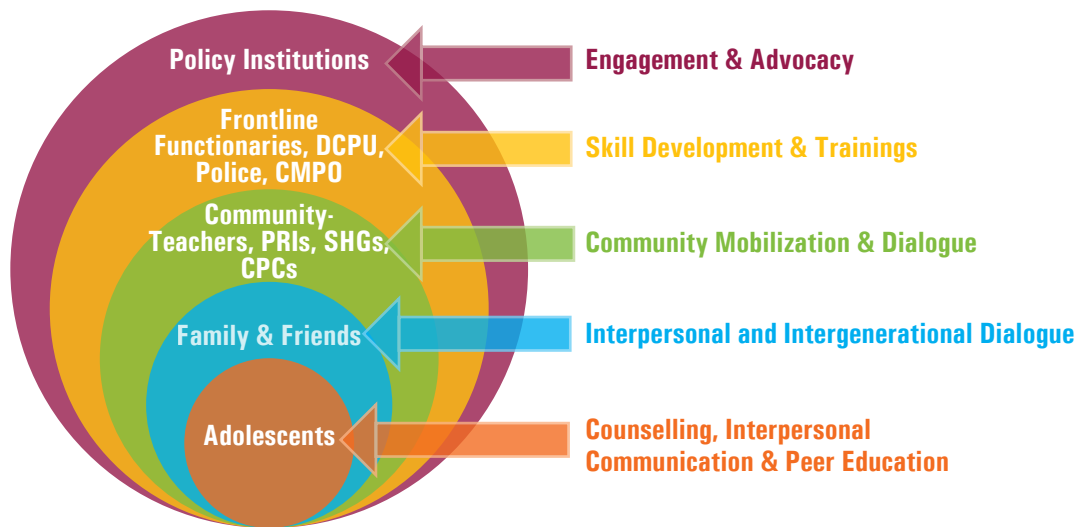 Policy Institutions
Engagement & Advocacy
Frontline
Functionaries, DCPU,
Police, CMPO
Skill Development & Trainings
Community-
Teachers, PRIs, SHGs,
CPCs
Community Mobilization & Dialogue
Family & Friends
Interpersonal and Intergenerational Dialogue
Adolescents
Counselling, Interpersonal
Communication & Peer Education